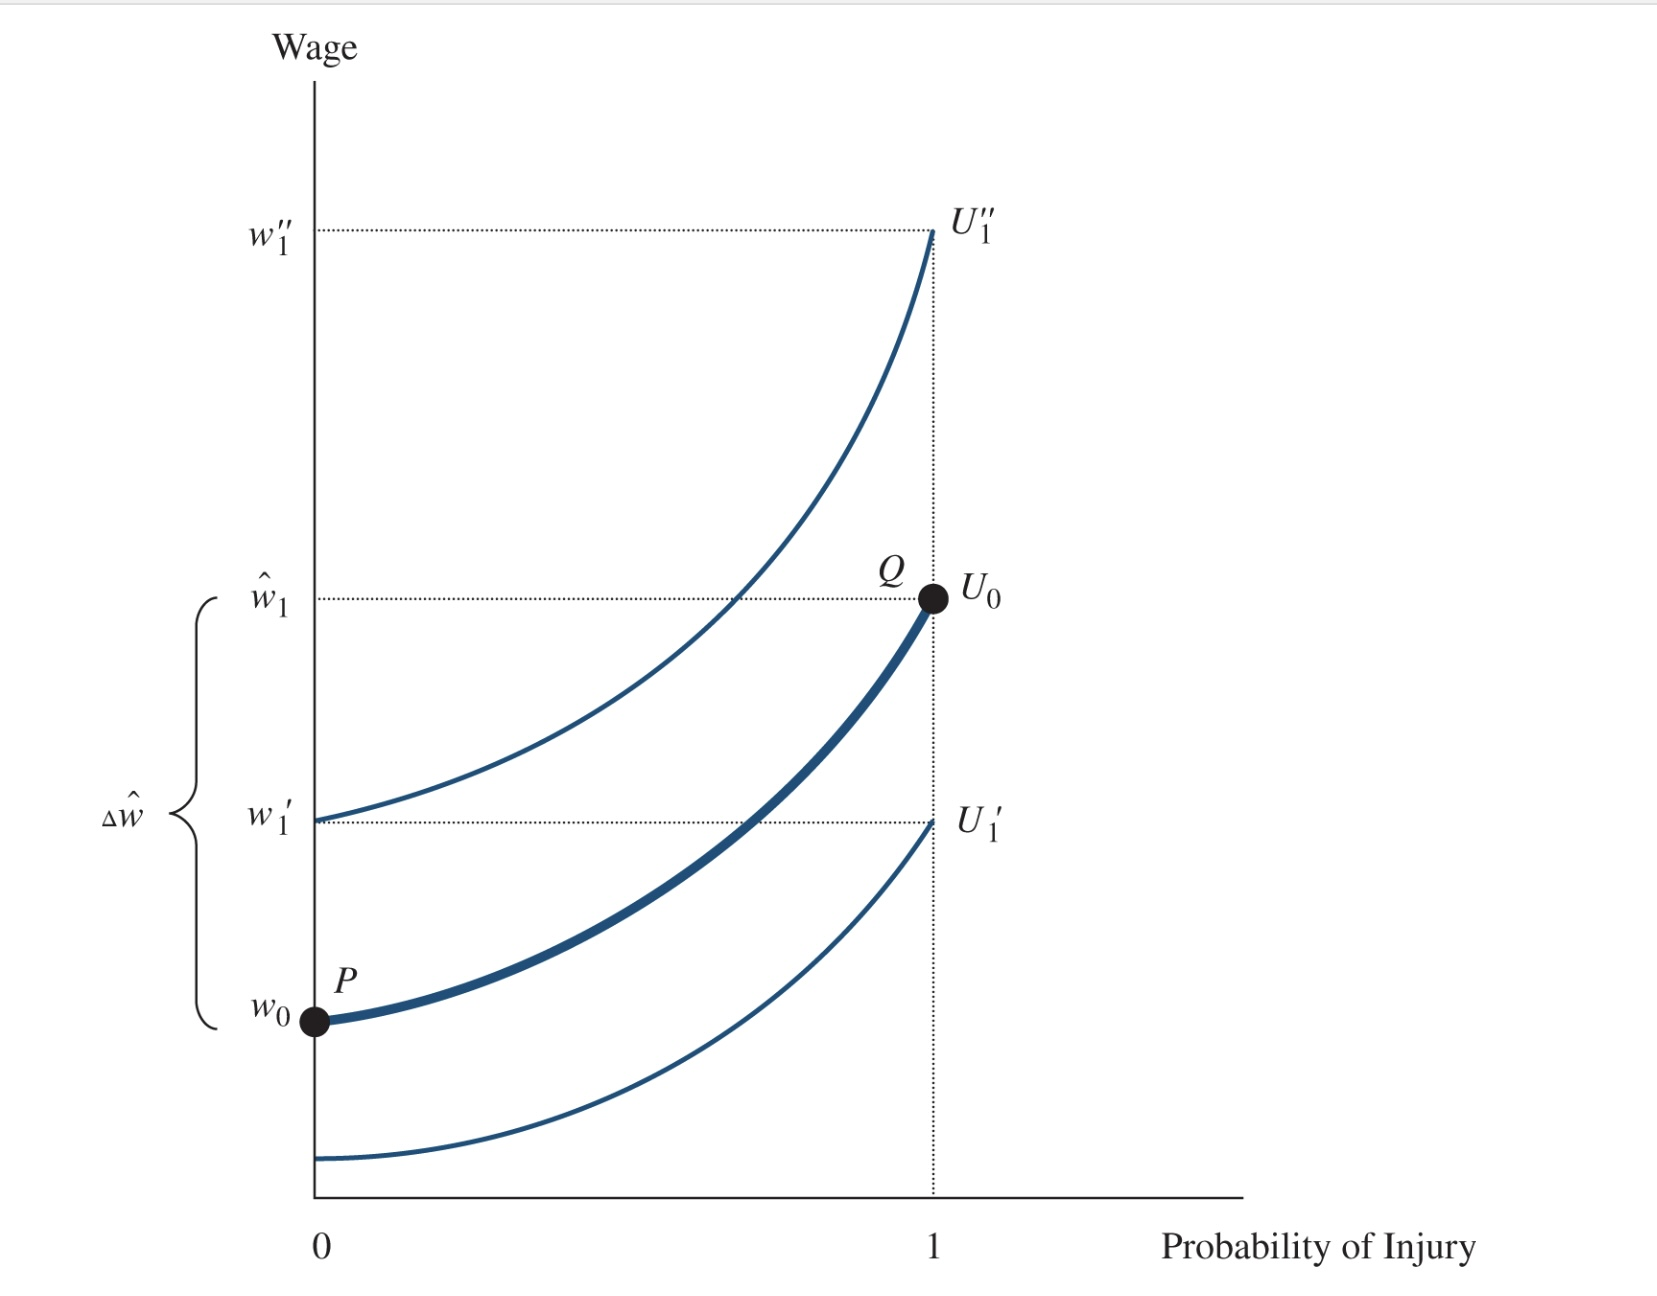 Wage
w₁″ U₁″
Q
ŵ₁ U₀
Δŵ w₁′ U₁′
P
w₀
0 1 Probability of Injury